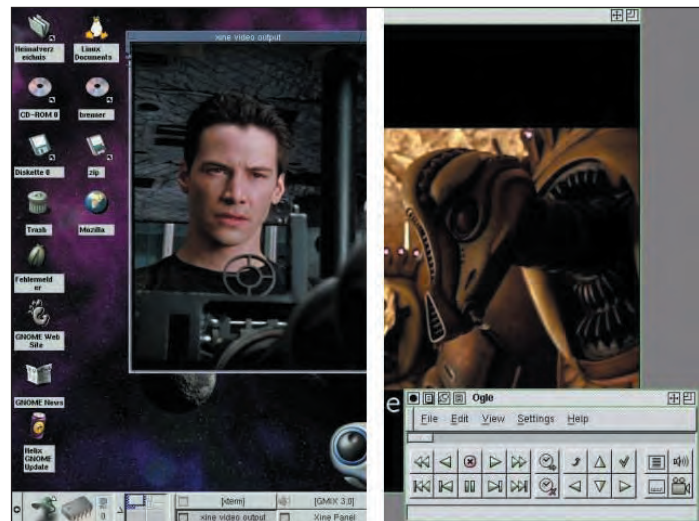 xine video output
Heimatverz
eichnis
Linux
Documents
CD-ROM 0
brenner
Diskette 0
zip
Trash
Mozilla
Fehlermeld
er
GNOME Web
Site
GNOME News
Helix
GNOME
Update
[xterm]
[GMIX 3.0]
xine video output
Xine Panel
e
Ogle
File Edit View Settings Help